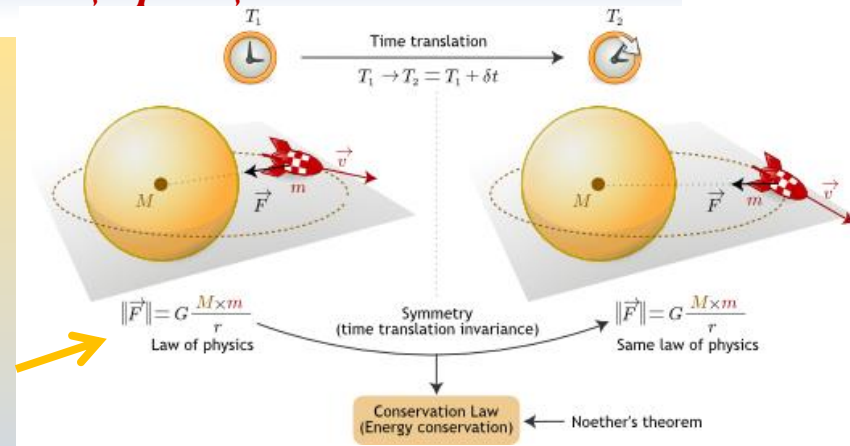 T₁
T₂
Time translation
T₁ → T₂ = T₁ + δt
M
F⃗
m
v⃗
M
F⃗
m
v⃗
‖F⃗‖ = G M×m / r
Law of physics
Symmetry
(time translation invariance)
‖F⃗‖ = G M×m / r
Same law of physics
Conservation Law
(Energy conservation)
Noether's theorem